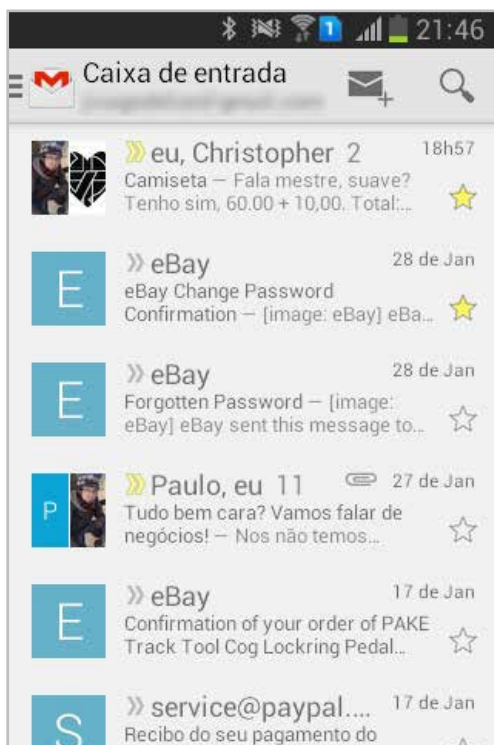 1 21:46
Caixa de entrada
eu, Christopher 2 18h57
Camiseta — Fala mestre, suave?
Tenho sim, 60.00 + 10,00. Total:...
E eBay 28 de Jan
eBay Change Password
Confirmation — [image: eBay] eBa...
E eBay 28 de Jan
Forgotten Password — [image:
eBay] eBay sent this message to...
P Paulo, eu 11 27 de Jan
Tudo bem cara? Vamos falar de
negócios! — Nos não temos...
E eBay 17 de Jan
Confirmation of your order of PAKE
Track Tool Cog Lockring Pedal...
S service@paypal.... 17 de Jan
Recibo do seu pagamento do